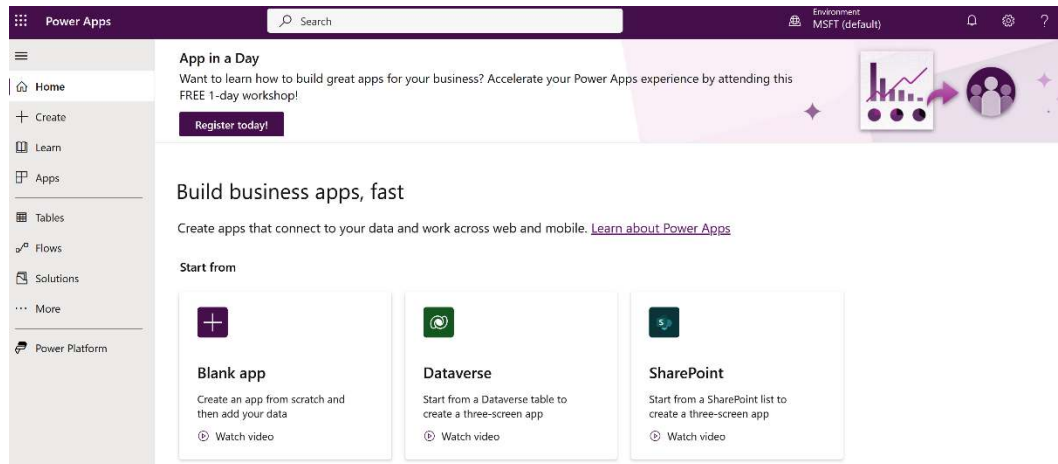 Power Apps
Search
Environment
MSFT (default)
?
Home
Create
Learn
Apps
Tables
Flows
Solutions
More
Power Platform
App in a Day
Want to learn how to build great apps for your business? Accelerate your Power Apps experience by attending this
FREE 1-day workshop!
Register today!
Build business apps, fast
Create apps that connect to your data and work across web and mobile. Learn about Power Apps
Start from
Blank app
Create an app from scratch and
then add your data
Watch video
Dataverse
Start from a Dataverse table to
create a three-screen app
Watch video
S
SharePoint
Start from a SharePoint list to
create a three-screen app
Watch video